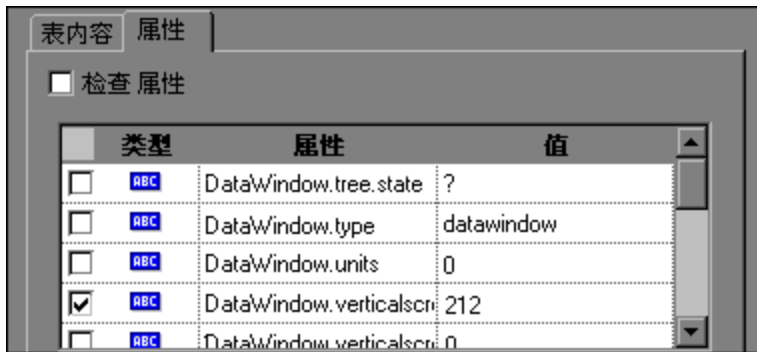 表内容 属性
检查 属性
类型 属性 值
ABC DataWindow.tree.state ?
ABC DataWindow.type datawindow
ABC DataWindow.units 0
ABC DataWindow.verticalscr 212
ABC DataWindow.verticalscr 0